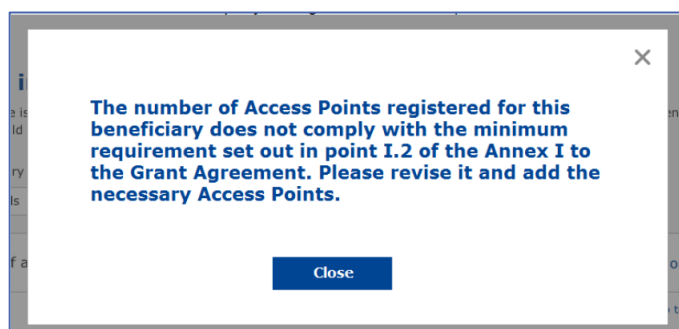 The number of Access Points registered for this
beneficiary does not comply with the minimum
requirement set out in point I.2 of the Annex I to
the Grant Agreement. Please revise it and add the
necessary Access Points.
Close